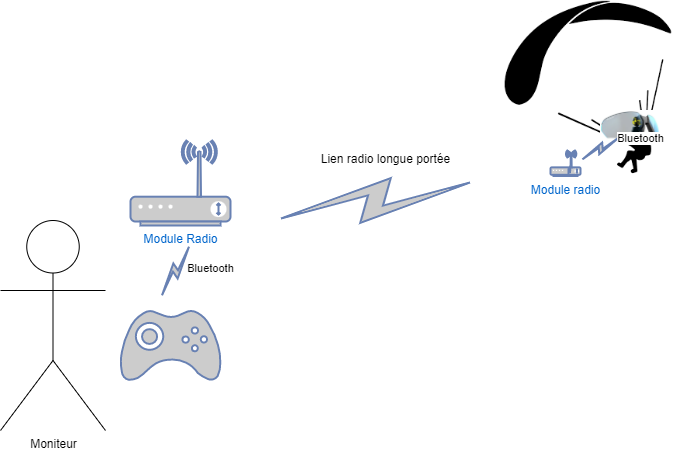 Bluetooth
Lien radio longue portée
Module radio
Module Radio
Bluetooth
Moniteur